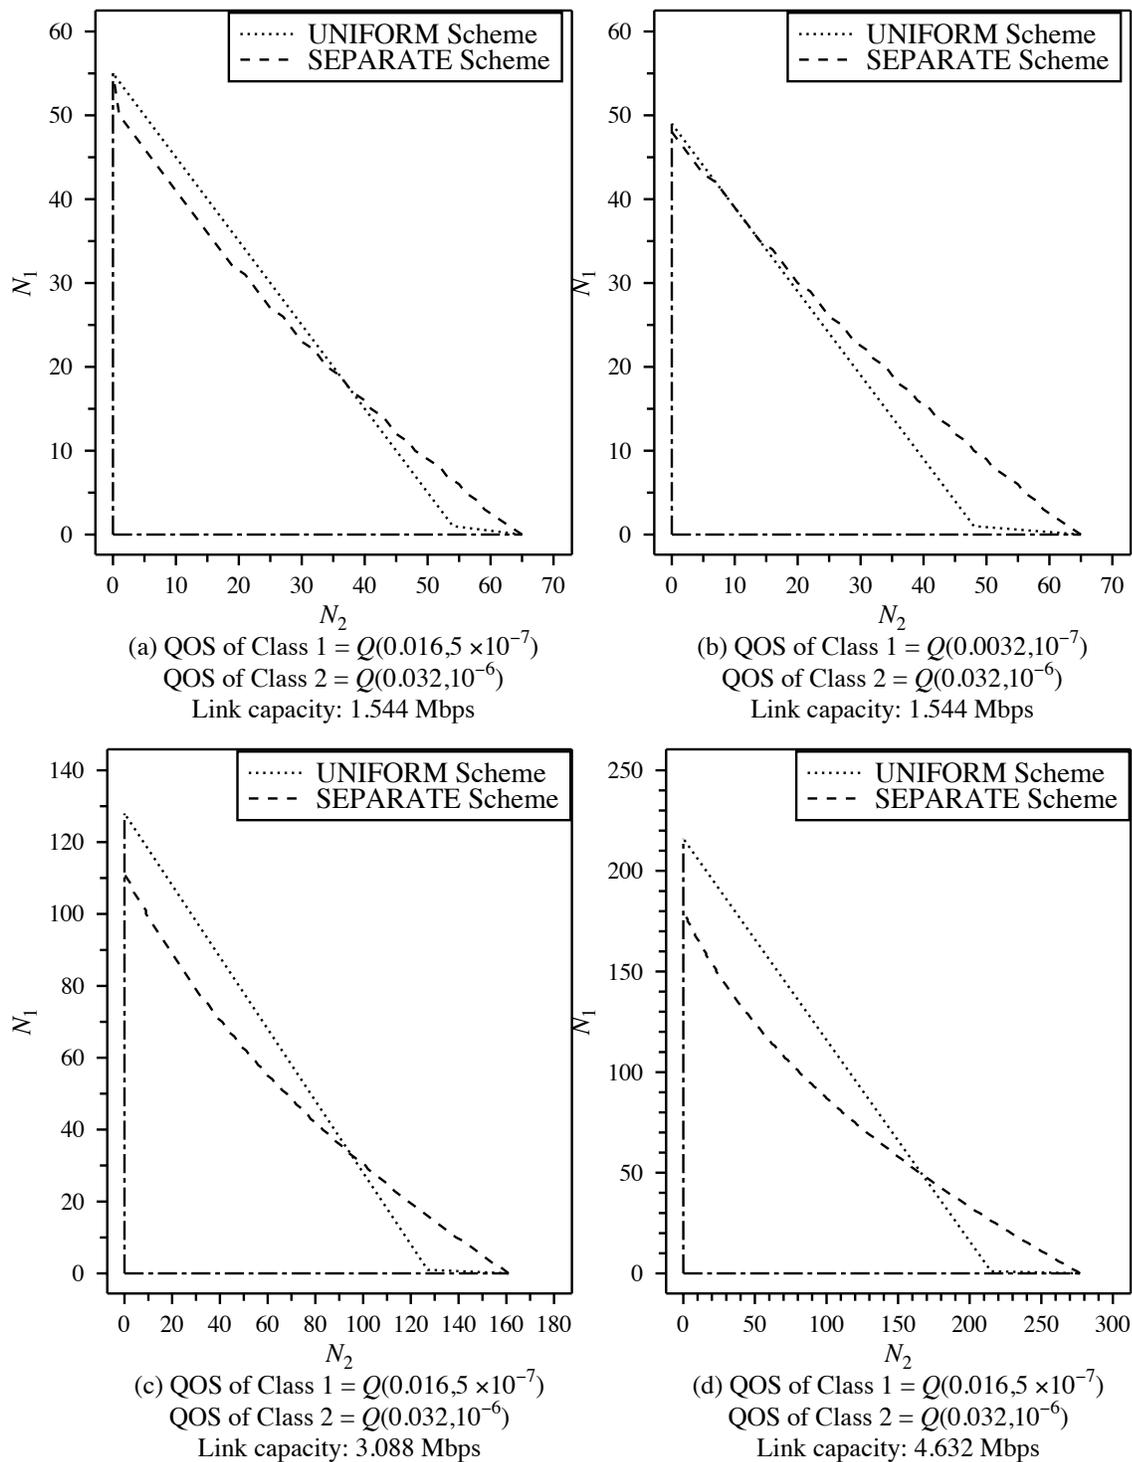 UNIFORM Scheme
SEPARATE Scheme
60
50
40
30
20
10
0
N1
0 10 20 30 40 50 60 70
N2
(a) QOS of Class 1 = Q(0.016,5 ×10−7)
QOS of Class 2 = Q(0.032,10−6)
Link capacity: 1.544 Mbps
UNIFORM Scheme
SEPARATE Scheme
60
50
40
30
20
10
0
N1
0 10 20 30 40 50 60 70
N2
(b) QOS of Class 1 = Q(0.0032,10−7)
QOS of Class 2 = Q(0.032,10−6)
Link capacity: 1.544 Mbps
UNIFORM Scheme
SEPARATE Scheme
140
120
100
80
60
40
20
0
N1
0 20 40 60 80 100 120 140 160 180
N2
(c) QOS of Class 1 = Q(0.016,5 ×10−7)
QOS of Class 2 = Q(0.032,10−6)
Link capacity: 3.088 Mbps
UNIFORM Scheme
SEPARATE Scheme
250
200
150
100
50
0
N1
0 50 100 150 200 250 300
N2
(d) QOS of Class 1 = Q(0.016,5 ×10−7)
QOS of Class 2 = Q(0.032,10−6)
Link capacity: 4.632 Mbps